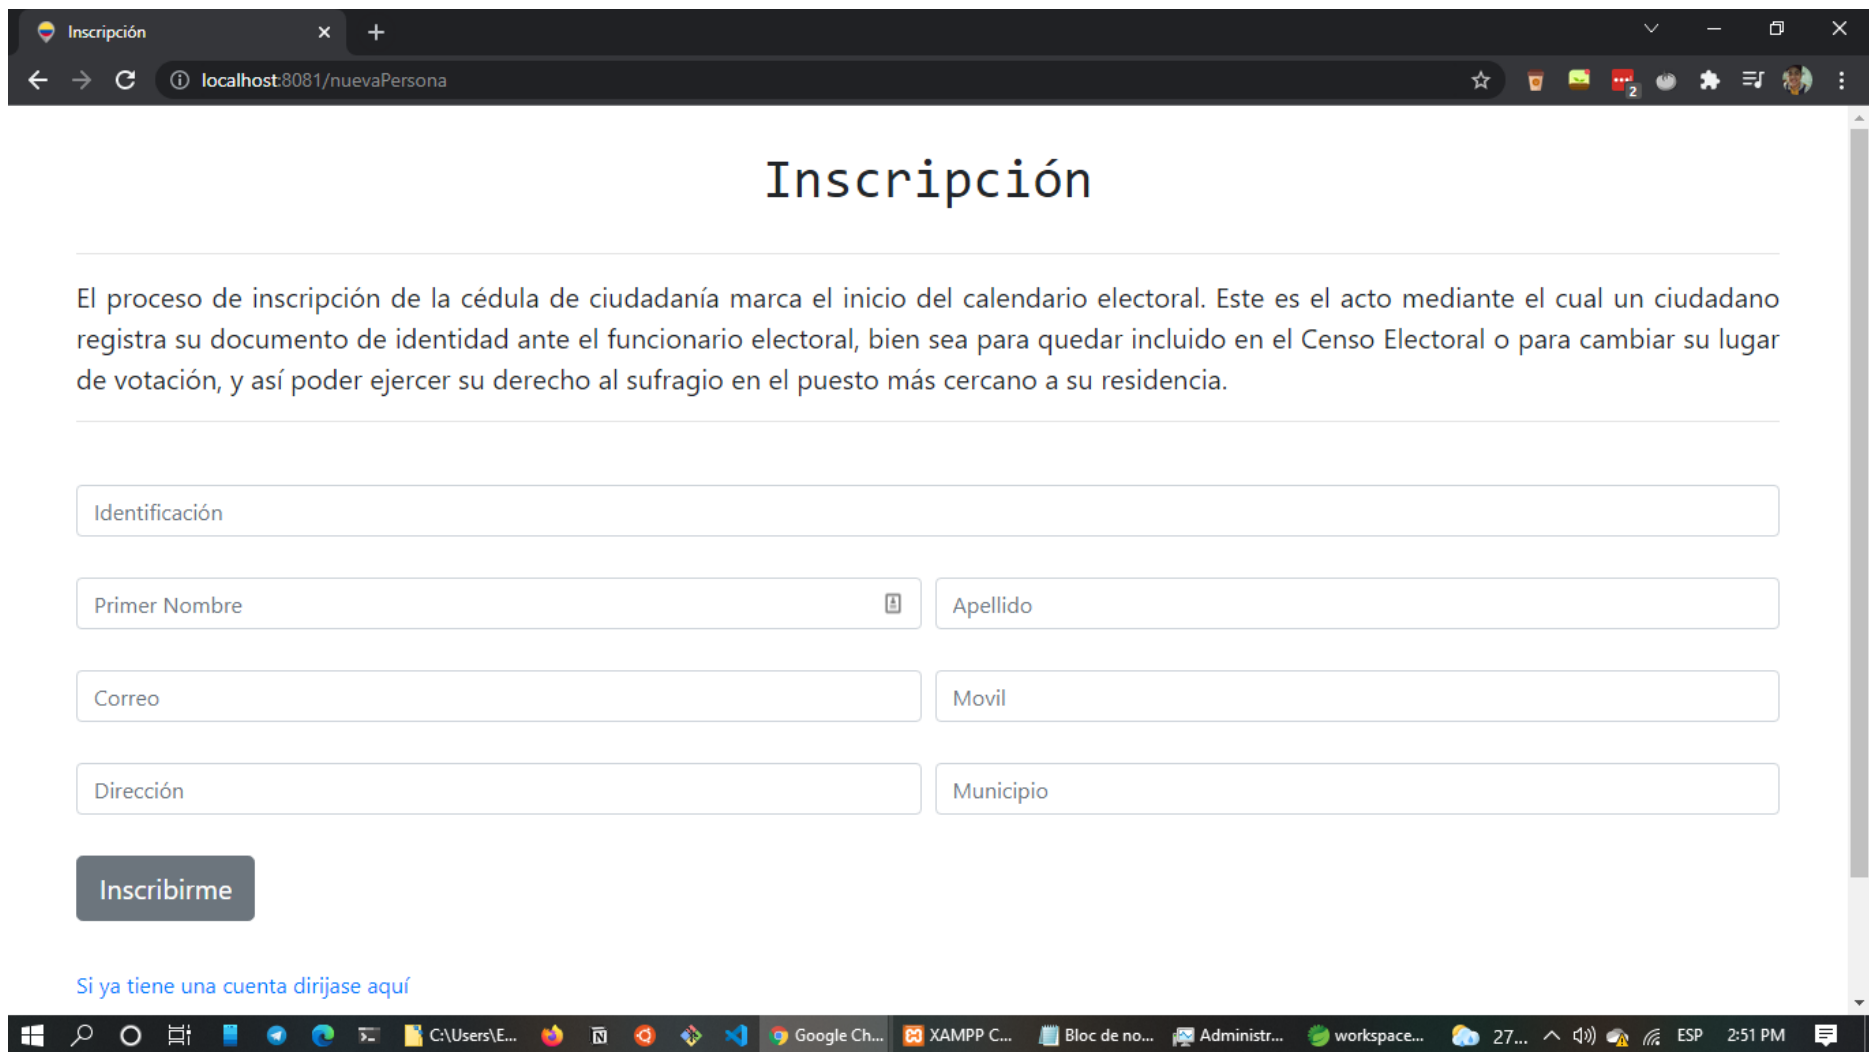 Inscripción
localhost:8081/nuevaPersona
2
Inscripción
El proceso de inscripción de la cédula de ciudadanía marca el inicio del calendario electoral. Este es el acto mediante el cual un ciudadano
registra su documento de identidad ante el funcionario electoral, bien sea para quedar incluido en el Censo Electoral o para cambiar su lugar
de votación, y así poder ejercer su derecho al sufragio en el puesto más cercano a su residencia.
Identificación
Primer Nombre
Apellido
Correo
Movil
Dirección
Municipio
Inscribirme
Si ya tiene una cuenta dirijase aquí
C:\Users\E... Google Ch... XAMPP C... Bloc de no... Administr... workspace... 27... ESP 2:51 PM